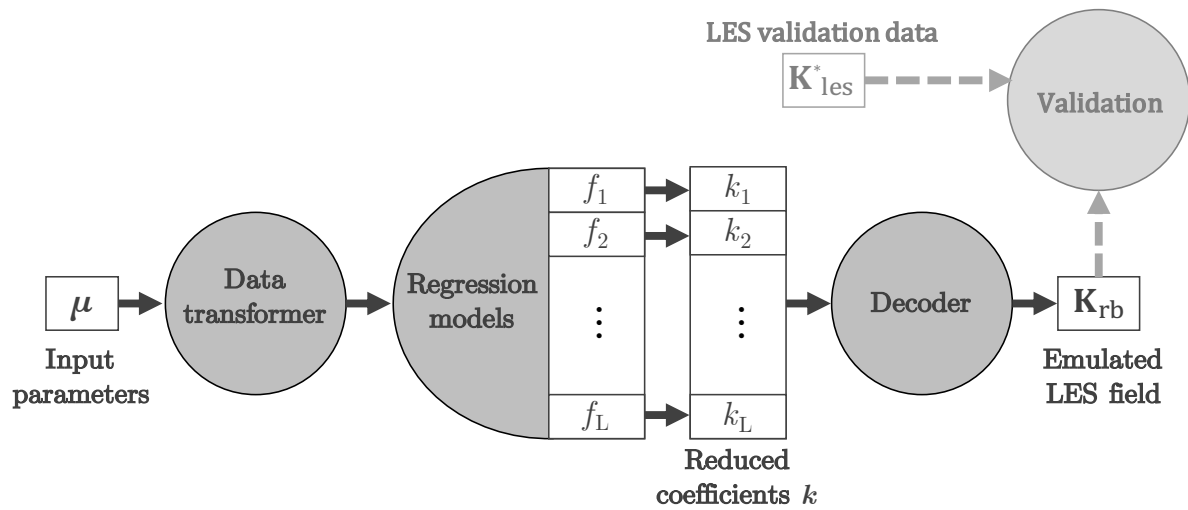 LES validation data
K*les
Validation
f1
k1
f2
k2
Data
transformer
Regression
models
⋮
⋮
Decoder
μ
Krb
Input
parameters
Emulated
LES field
fL
kL
Reduced
coefficients k